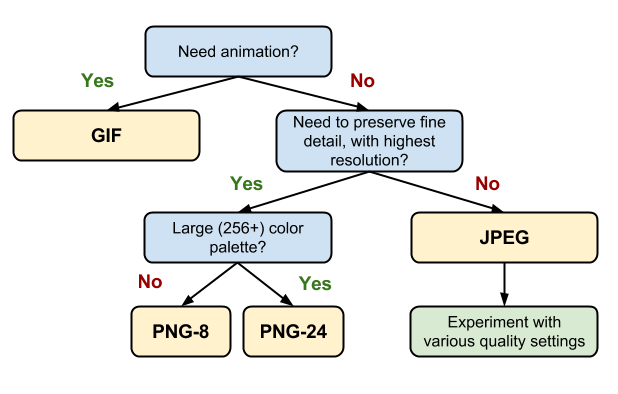 Need animation?
Yes
No
GIF
Need to preserve fine
detail, with highest
resolution?
Yes
No
Large (256+) color
palette?
JPEG
No
Yes
PNG-8
PNG-24
Experiment with
various quality settings